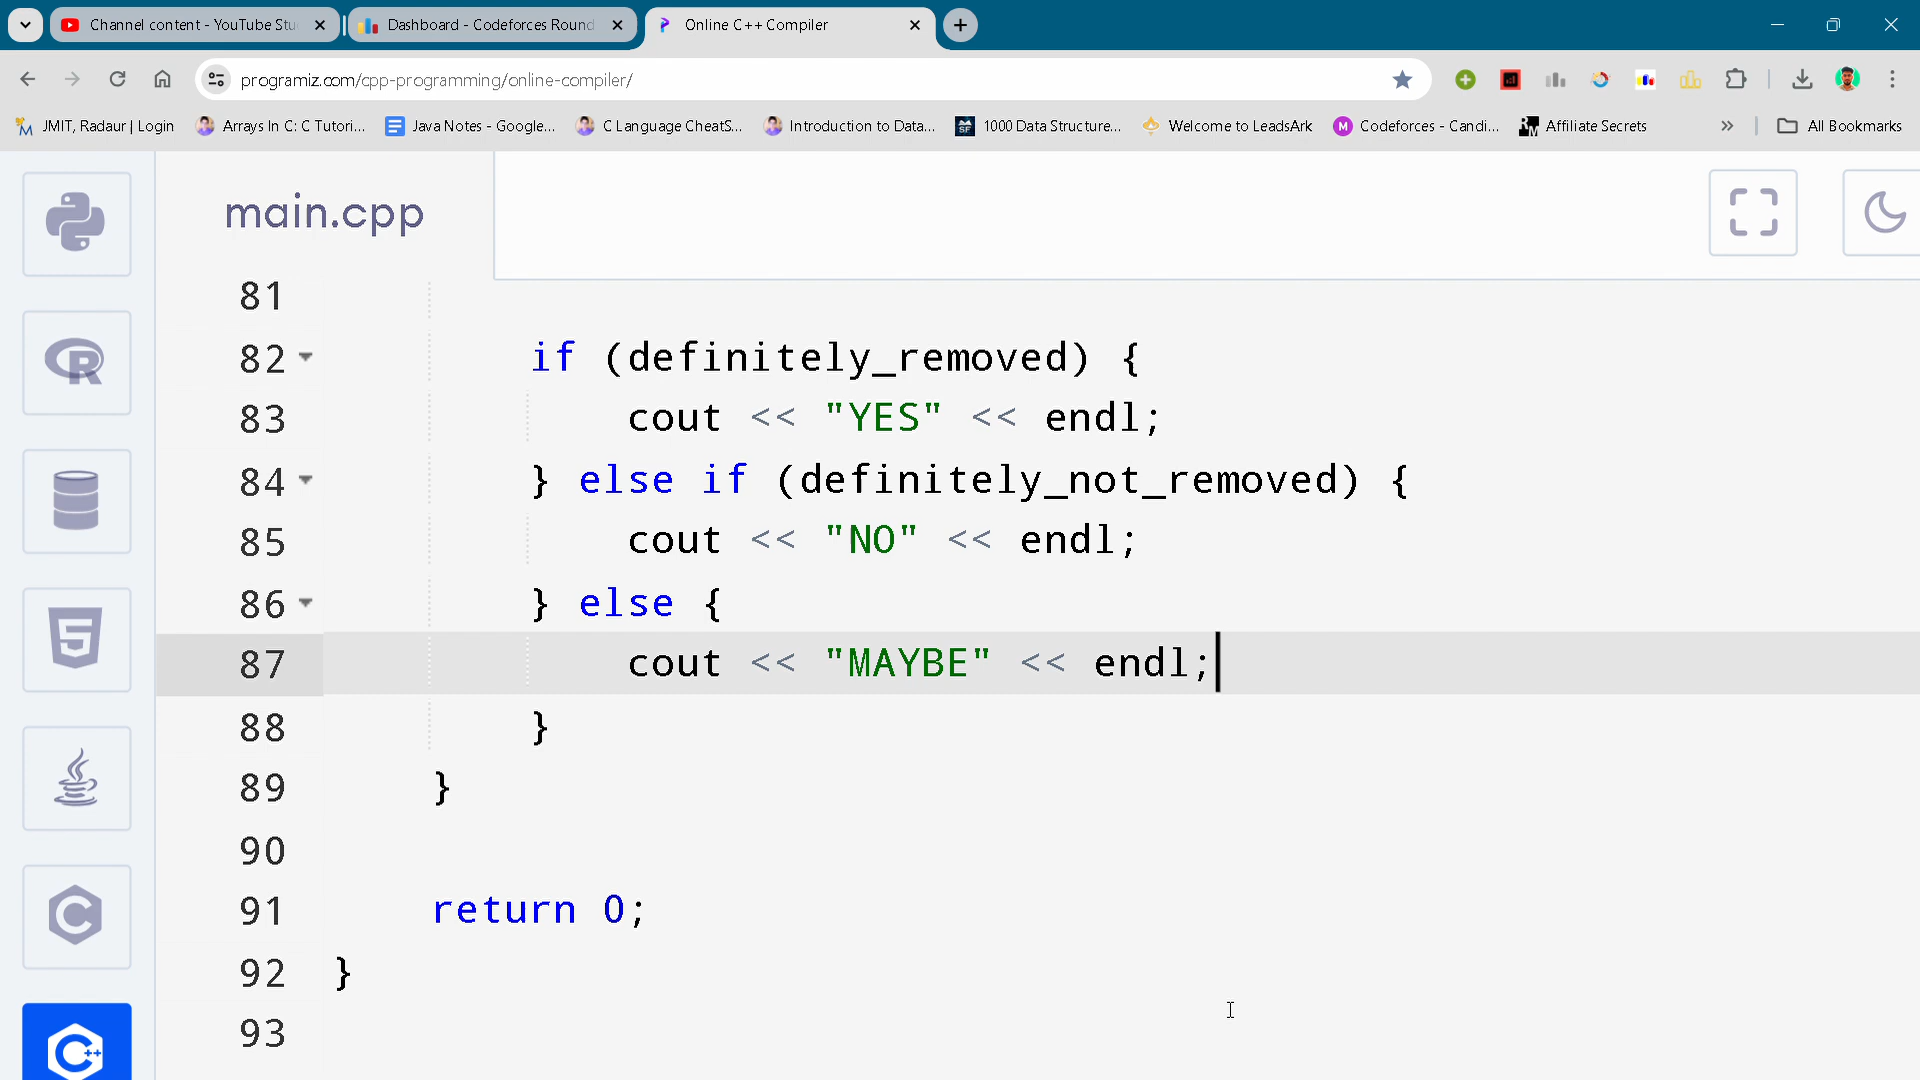 Channel content - YouTube Stu
Dashboard - Codeforces Round
Online C++ Compiler
programiz.com/cpp-programming/online-compiler/
JMIT, Radaur | Login
Arrays In C: C Tutori...
Java Notes - Google...
C Language CheatS...
Introduction to Data...
1000 Data Structure...
Welcome to LeadsArk
Codeforces - Candi...
Affiliate Secrets
All Bookmarks
main.cpp
81
82 if (definitely_removed) {
83 cout << "YES" << endl;
84 } else if (definitely_not_removed) {
85 cout << "NO" << endl;
86 } else {
87 cout << "MAYBE" << endl;
88 }
89 }
90
91 return 0;
92 }
93